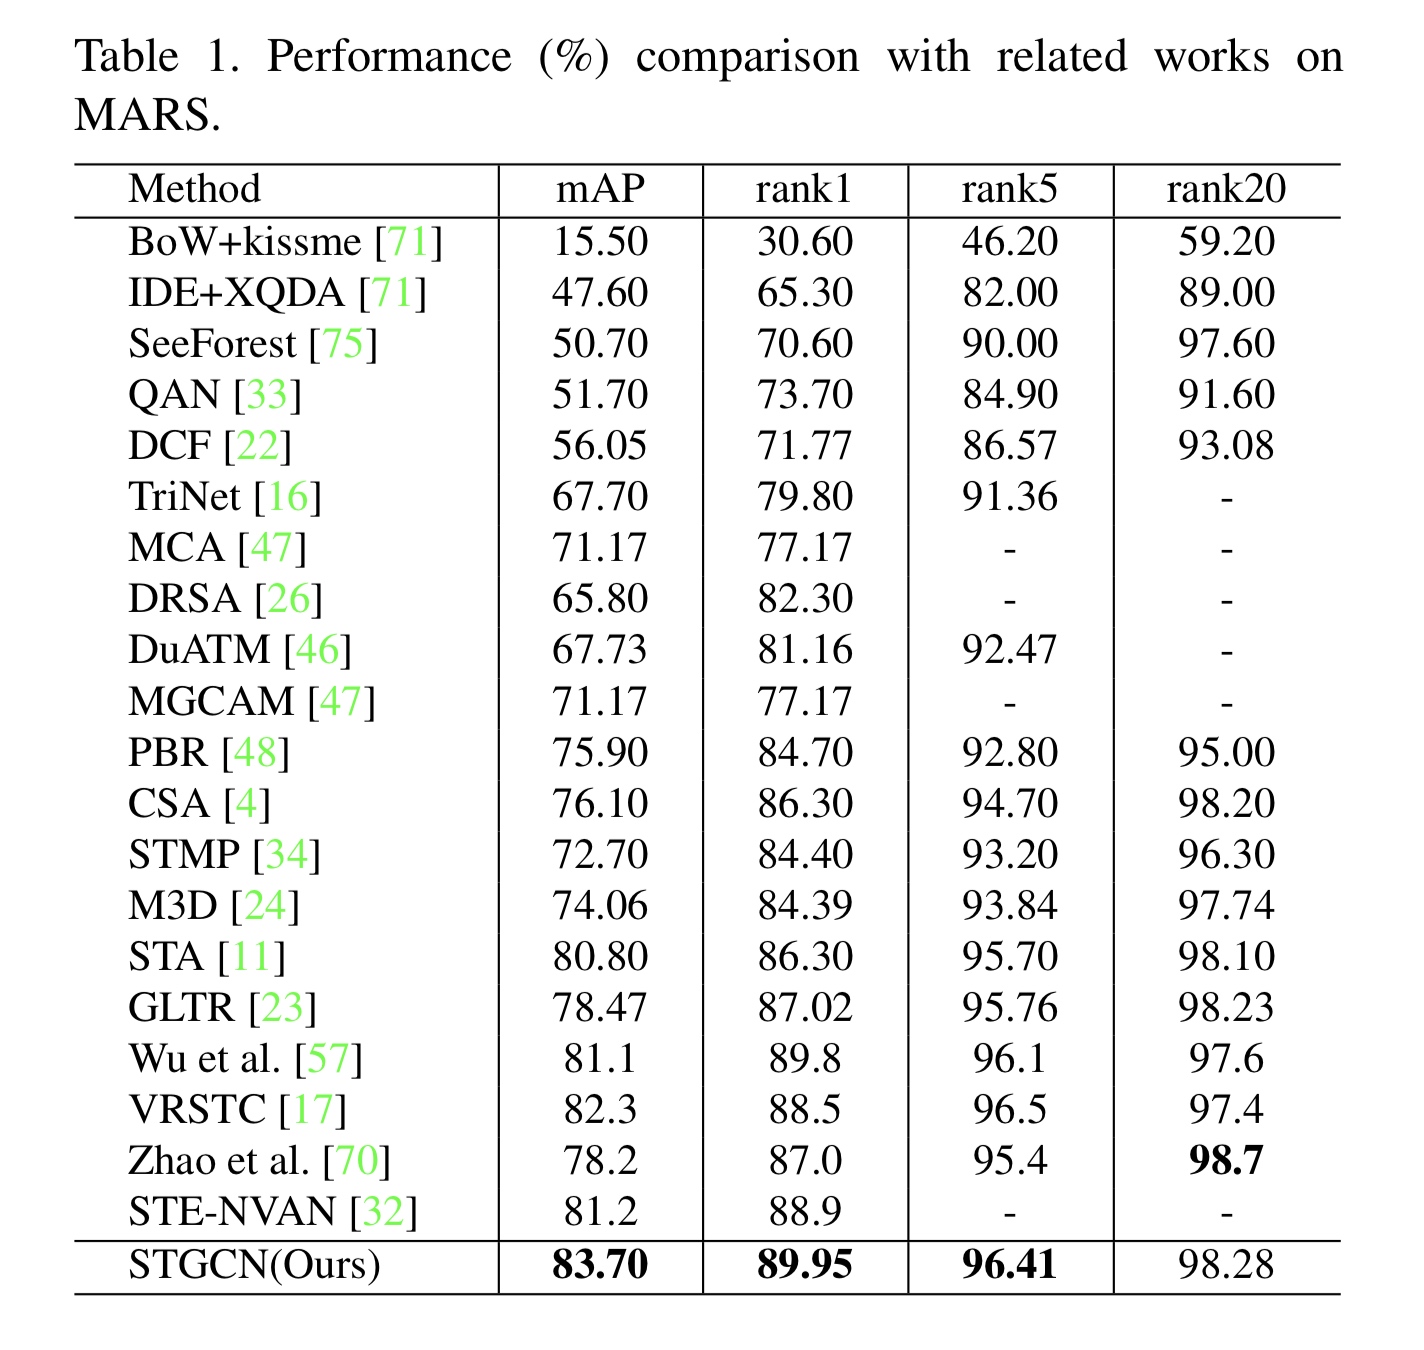 Table 1. Performance (%) comparison with related works on
MARS.
Method mAP rank1 rank5 rank20
BoW+kissme [71] 15.50 30.60 46.20 59.20
IDE+XQDA [71] 47.60 65.30 82.00 89.00
SeeForest [75] 50.70 70.60 90.00 97.60
QAN [33] 51.70 73.70 84.90 91.60
DCF [22] 56.05 71.77 86.57 93.08
TriNet [16] 67.70 79.80 91.36 -
MCA [47] 71.17 77.17 - -
DRSA [26] 65.80 82.30 - -
DuATM [46] 67.73 81.16 92.47 -
MGCAM [47] 71.17 77.17 - -
PBR [48] 75.90 84.70 92.80 95.00
CSA [4] 76.10 86.30 94.70 98.20
STMP [34] 72.70 84.40 93.20 96.30
M3D [24] 74.06 84.39 93.84 97.74
STA [11] 80.80 86.30 95.70 98.10
GLTR [23] 78.47 87.02 95.76 98.23
Wu et al. [57] 81.1 89.8 96.1 97.6
VRSTC [17] 82.3 88.5 96.5 97.4
Zhao et al. [70] 78.2 87.0 95.4 98.7
STE-NVAN [32] 81.2 88.9 - -
STGCN(Ours) 83.70 89.95 96.41 98.28